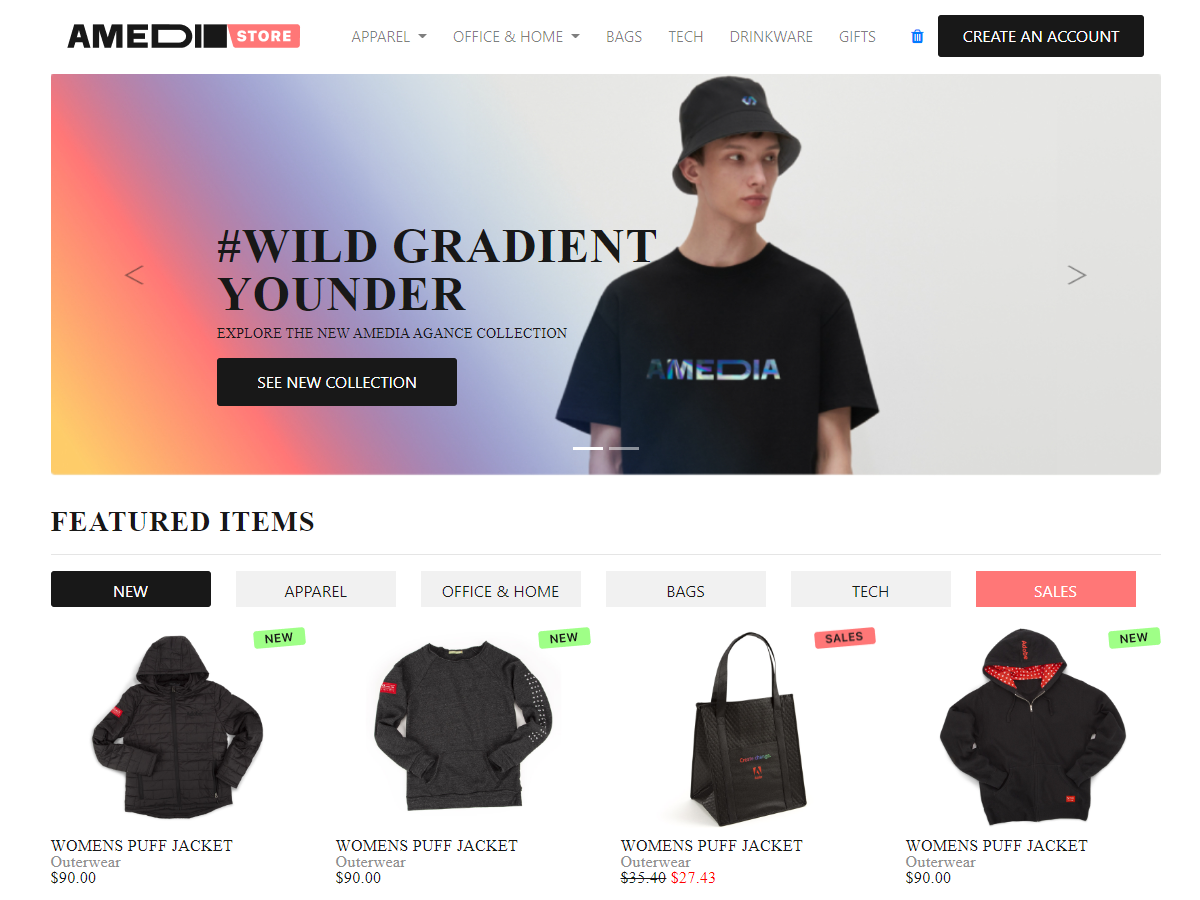 AMEDIA STORE
APPAREL OFFICE & HOME BAGS TECH DRINKWARE GIFTS
CREATE AN ACCOUNT
#WILD GRADIENT
YOUNDER
EXPLORE THE NEW AMEDIA AGANCE COLLECTION
SEE NEW COLLECTION
<
>
AMEDIA
FEATURED ITEMS
NEW APPAREL OFFICE & HOME BAGS TECH SALES
NEW NEW SALES NEW
Adobe
WOMENS PUFF JACKET
Outerwear
$90.00
WOMENS PUFF JACKET
Outerwear
$90.00
WOMENS PUFF JACKET
Outerwear
$35.40 $27.43
WOMENS PUFF JACKET
Outerwear
$90.00